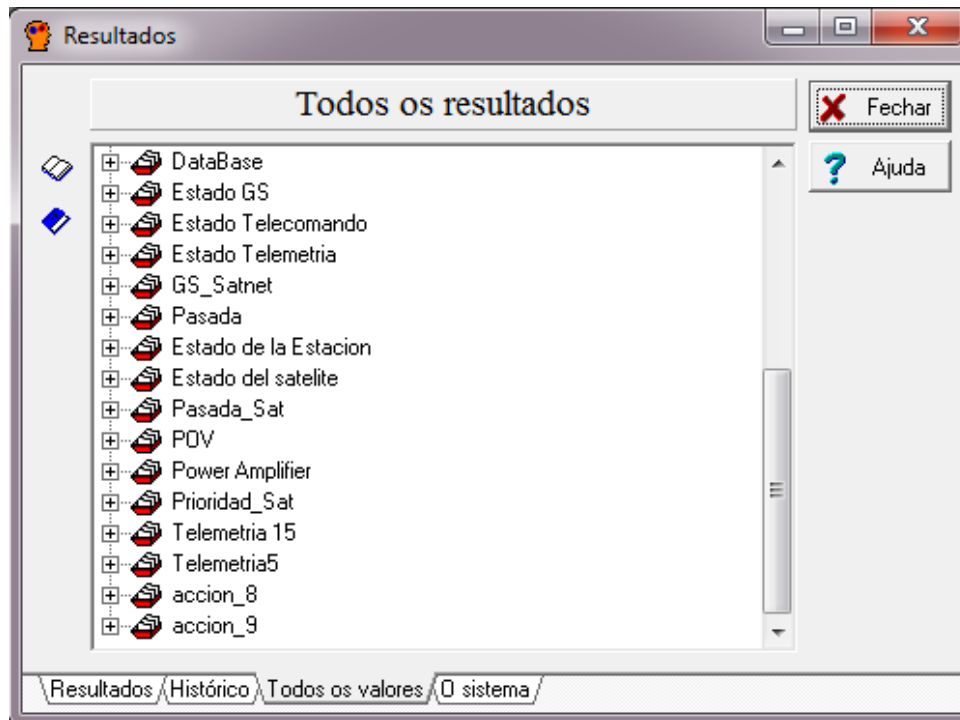 Resultados
Todos os resultados
Fechar
Ajuda
DataBase
Estado GS
Estado Telecomando
Estado Telemetria
GS_Satnet
Pasada
Estado de la Estacion
Estado del satelite
Pasada_Sat
POV
Power Amplifier
Prioridad_Sat
Telemetria 15
Telemetria5
accion_8
accion_9
Resultados Histórico Todos os valores O sistema